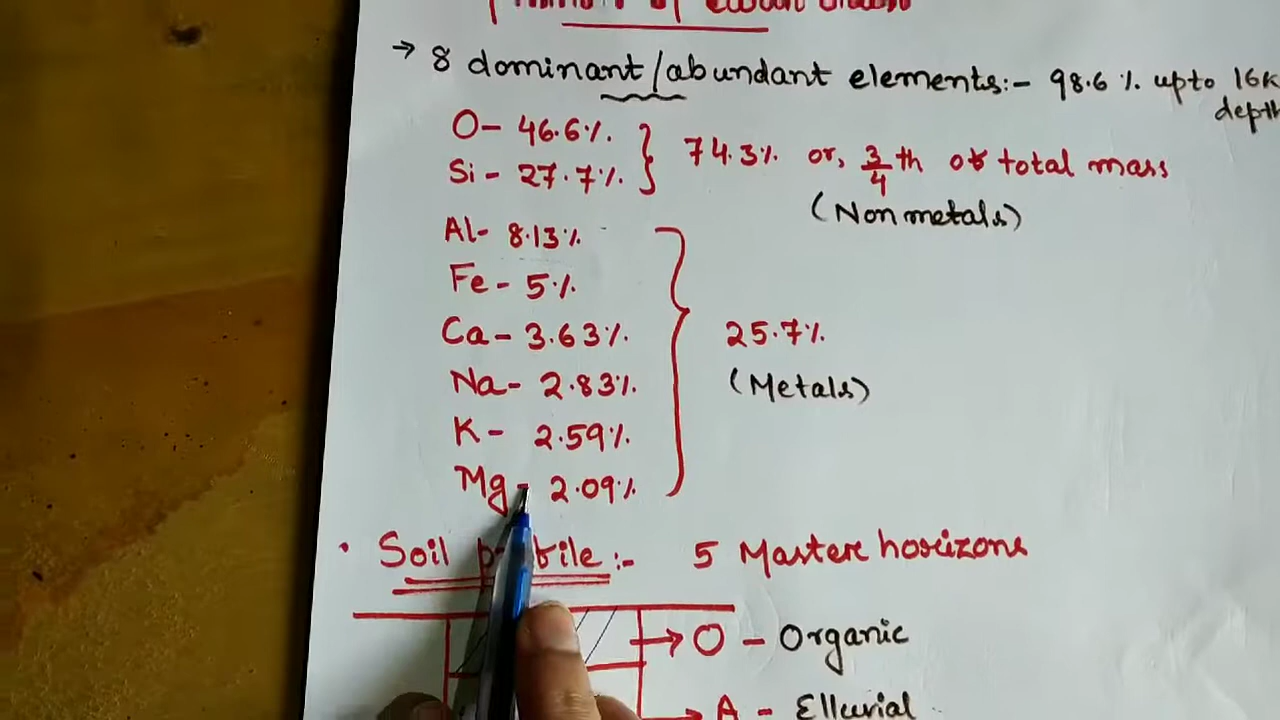 → 8 dominant/abundant elements:- 98.6% upto 16K
depth
O- 46.6%.
Si- 27.7%.
74.3% or, 3/4 th of total mass
(Non metals)
Al- 8.13%
Fe- 5%
Ca- 3.63%.
Na- 2.83%.
K- 2.59%.
Mg- 2.09%.
25.7%
(Metals)
• Soil :- 5 Master horizons
→ O - Organic
→ A - Elluvial